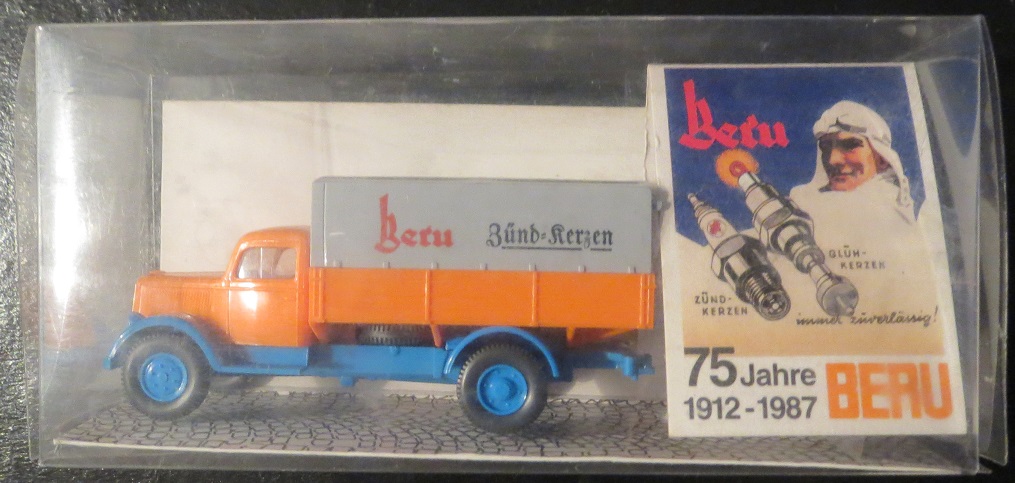 Beru Zünd=Kerzen
Beru
GLÜH-
KERZEN
ZÜND-
KERZEN
immer zuverlässig!
75 Jahre
1912-1987
BERU